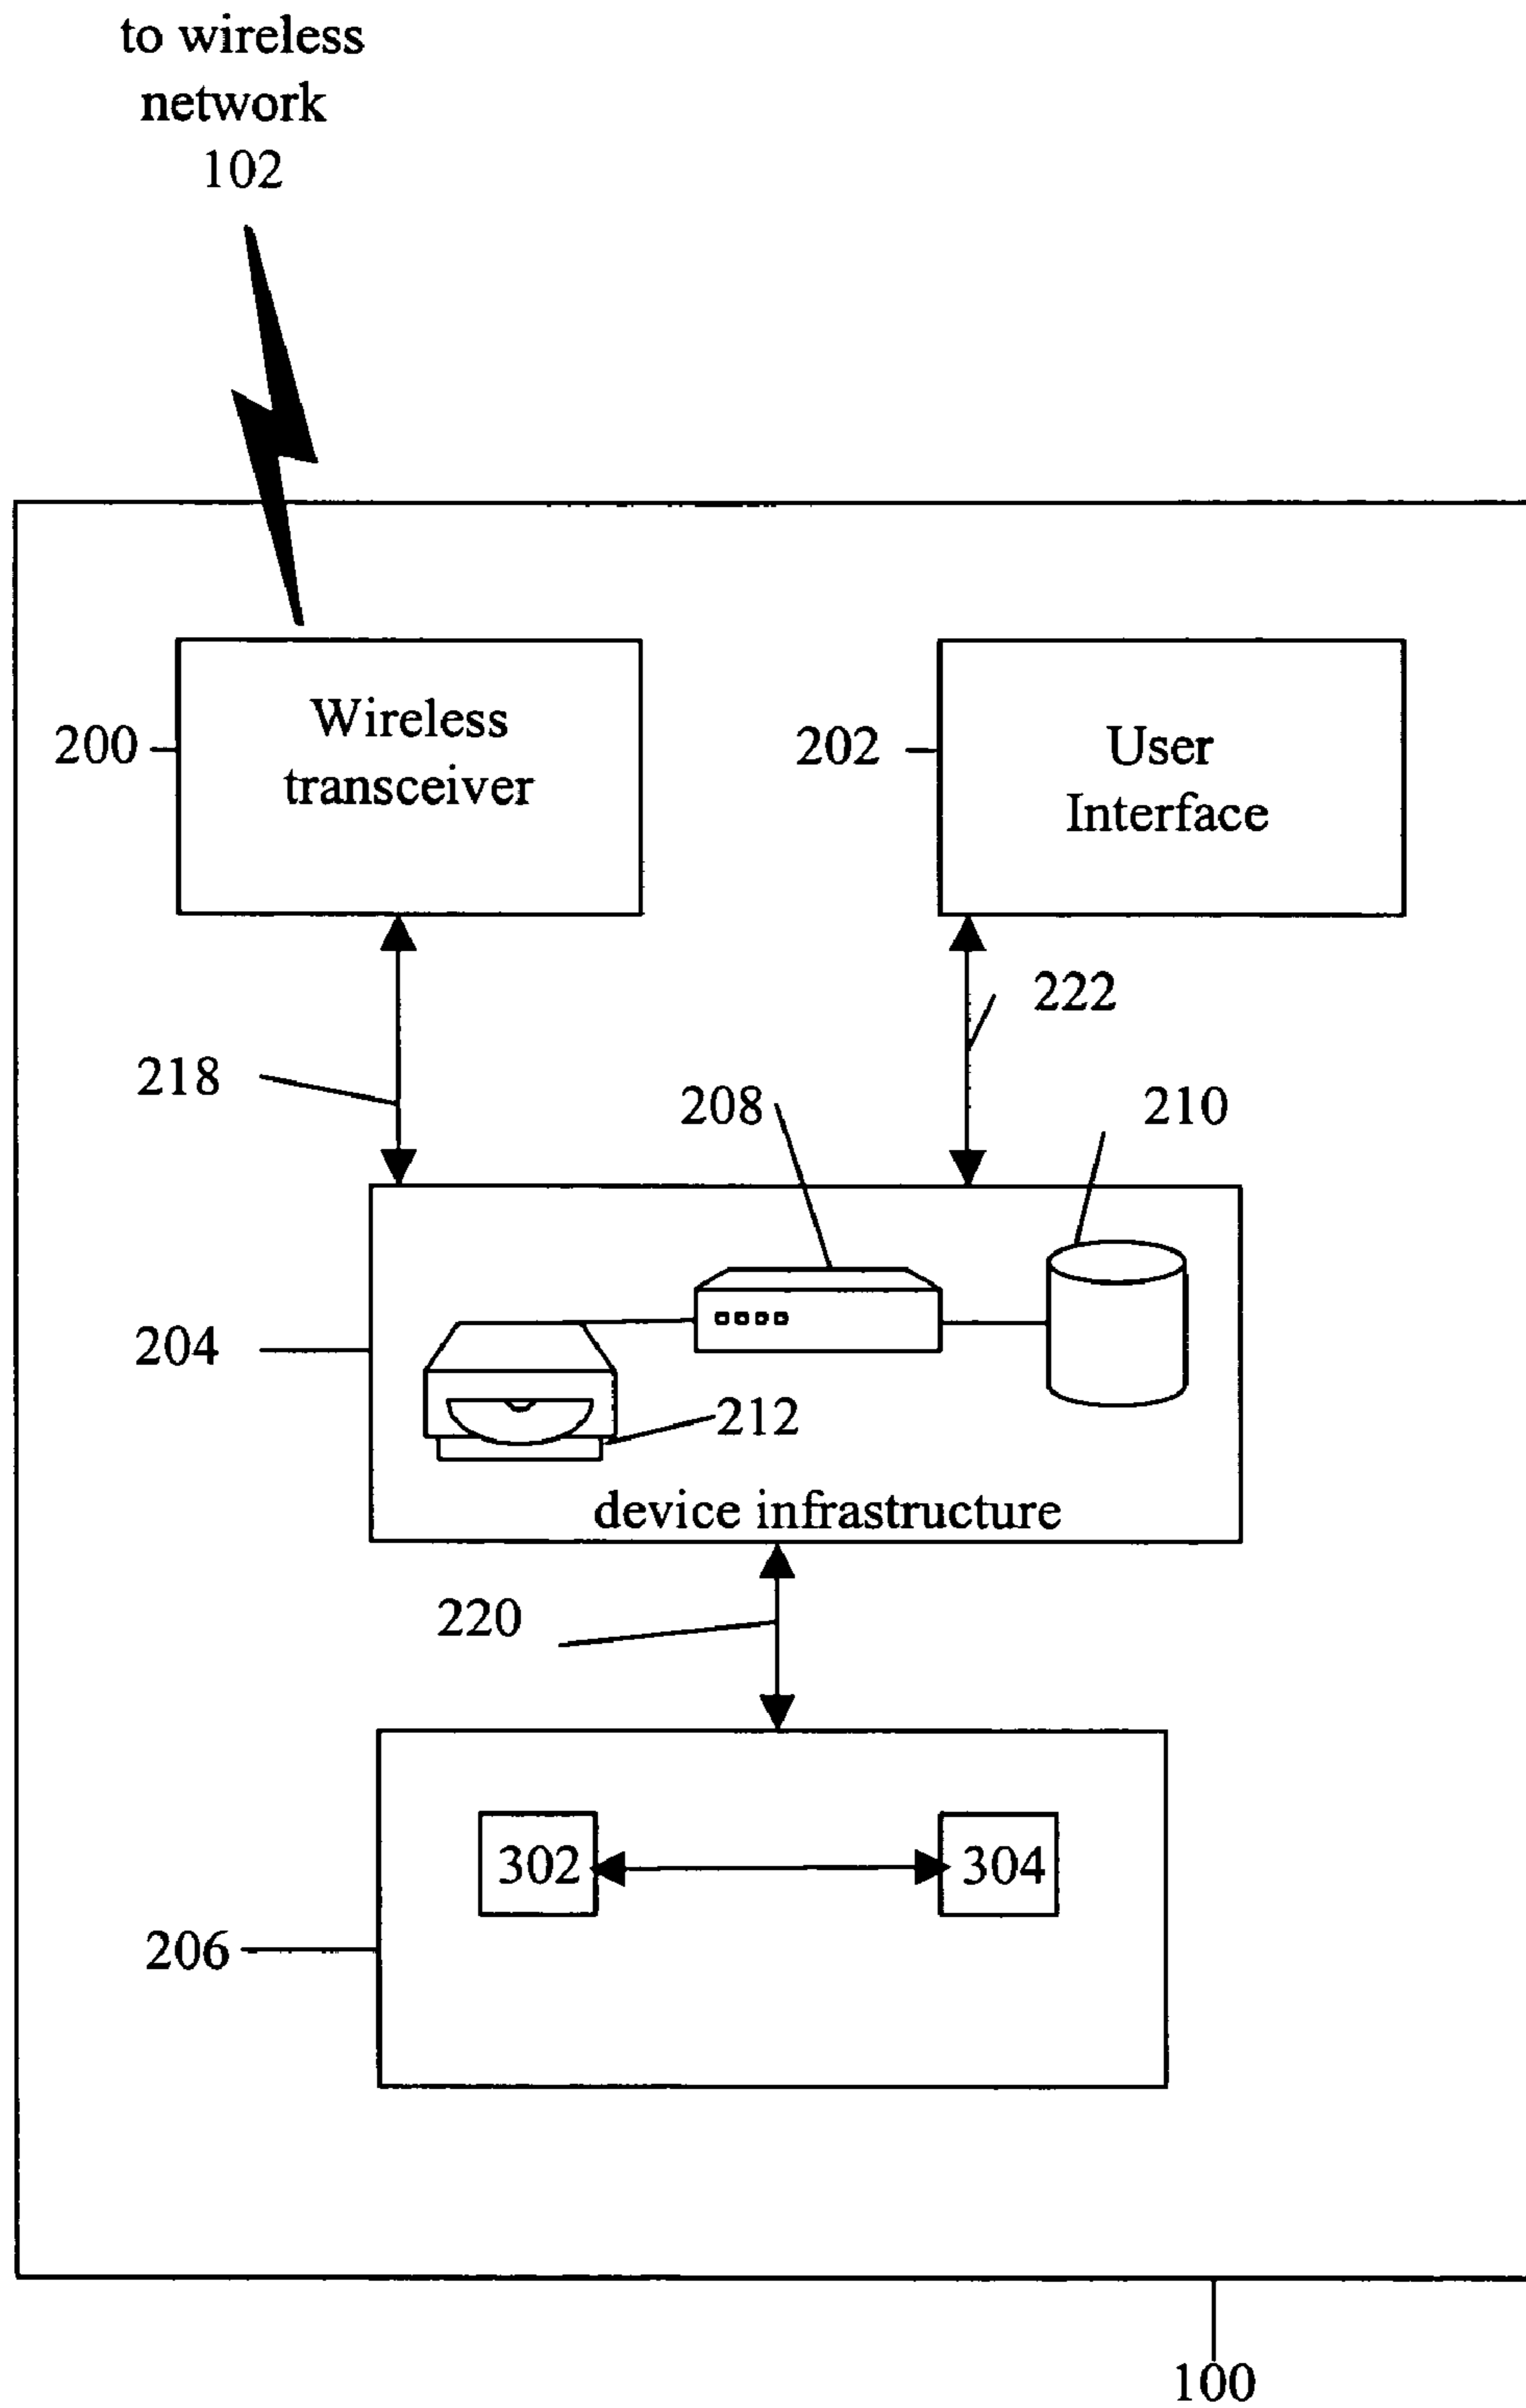 to wireless
network
102
200
Wireless
transceiver
202
User
Interface
222
218
208
210
204
212
device infrastructure
220
302
304
206
100